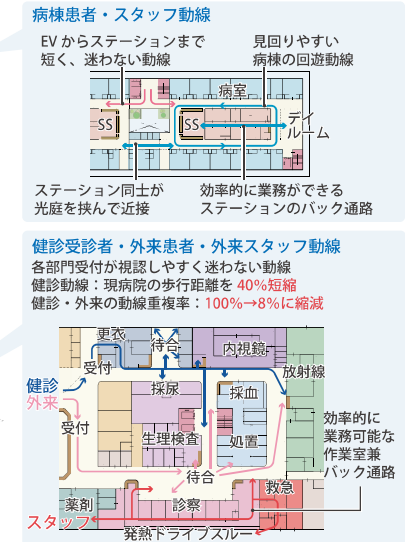 病棟患者・スタッフ動線
EVからステーションまで
短く、迷わない動線
見回りやすい
病棟の回遊動線
病室
SS
SS
デイ
ルーム
ステーション同士が
光庭を挟んで近接
効率的に業務ができる
ステーションのバック通路
健診受診者・外来患者・外来スタッフ動線
各部門受付が視認しやすく迷わない動線
健診動線：現病院の歩行距離を40%短縮
健診・外来の動線重複率：100%→8%に縮減
更衣
待合
内視鏡
受付
放射線
健診
採尿
採血
外来
受付
生理検査
処置
効率的に
業務可能な
作業室兼
バック通路
待合
救急
薬剤
診察
スタッフ
発熱ドライブスルー